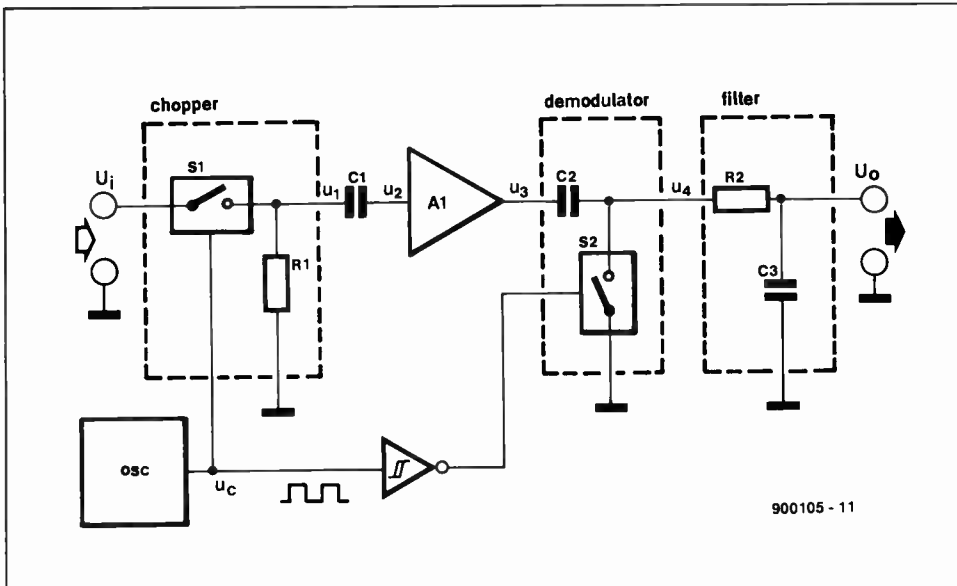 chopper
demodulator
filter
Ui
S1
u1
C1
u2
A1
u3
C2
u4
R2
Uo
R1
S2
C3
osc
uc
900105 - 11